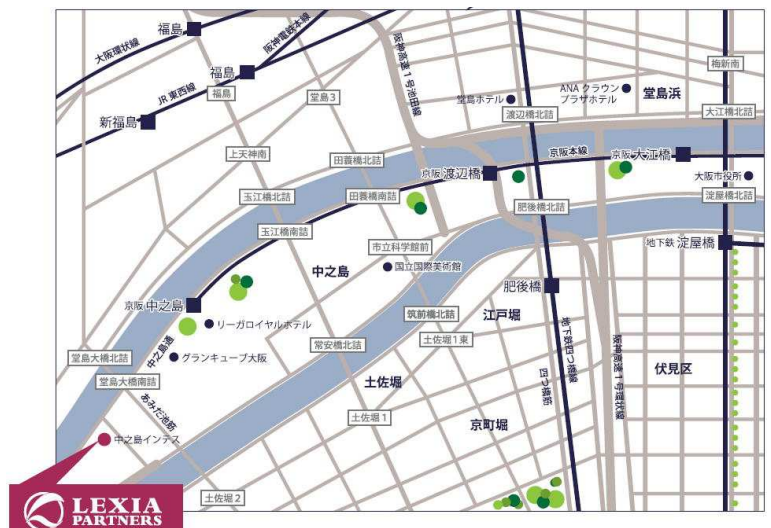 福島
大阪環状線
阪神電鉄本線
福島
JR東西線
福島
新福島
堂島3
阪神高速1号池田線
堂島ホテル
ANAクラウン
プラザホテル
堂島浜
梅新南
渡辺橋北詰
大江橋北詰
上天神南
田蓑橋北詰
京阪 渡辺橋
京阪本線
京阪 大江橋
大阪市役所
玉江橋北詰
田蓑橋南詰
肥後橋北詰
淀屋橋北詰
玉江橋南詰
市立科学館前
地下鉄 淀屋橋
中之島
国立国際美術館
肥後橋
京阪 中之島
リーガロイヤルホテル
筑前橋北詰
江戸堀
グランキューブ大阪
中之島通
常安橋北詰
土佐堀1東
地下鉄四つ橋線
阪神高速1号環状線
堂島大橋北詰
堂島大橋南詰
土佐堀
四つ橋筋
伏見区
あみだ池筋
土佐堀1
京町堀
中之島インテス
土佐堀2
LEXIA
PARTNERS